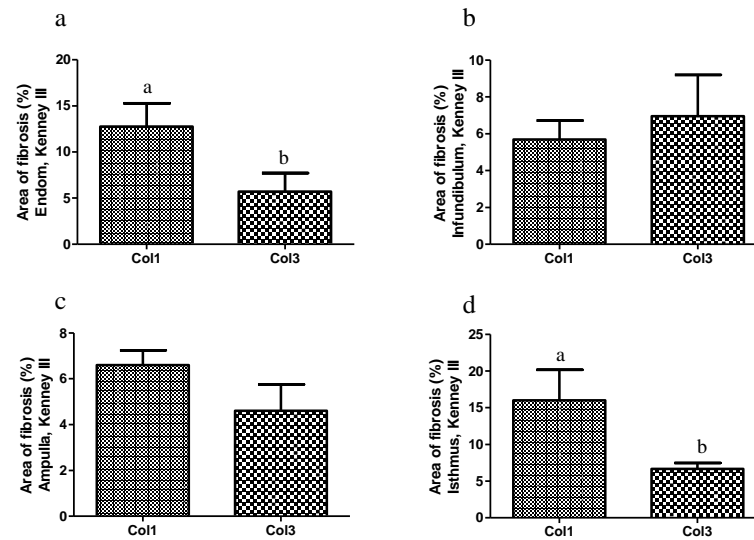 a
Area of fibrosis (%)
Endom, Kenney III
20
15
10
5
0
a
b
Col1
Col3
b
Area of fibrosis (%)
Infundibulum, Kenney III
10
8
6
4
2
0
Col1
Col3
c
Area of fibrosis (%)
Ampulla, Kenney III
8
6
4
2
0
Col1
Col3
d
Area of fibrosis (%)
Isthmus, Kenney III
25
20
15
10
5
0
a
b
Col1
Col3